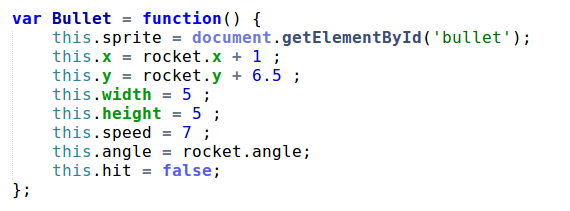 var Bullet = function() {
    this.sprite = document.getElementById('bullet');
    this.x = rocket.x + 1 ;
    this.y = rocket.y + 6.5 ;
    this.width = 5 ;
    this.height = 5 ;
    this.speed = 7 ;
    this.angle = rocket.angle;
    this.hit = false;
};